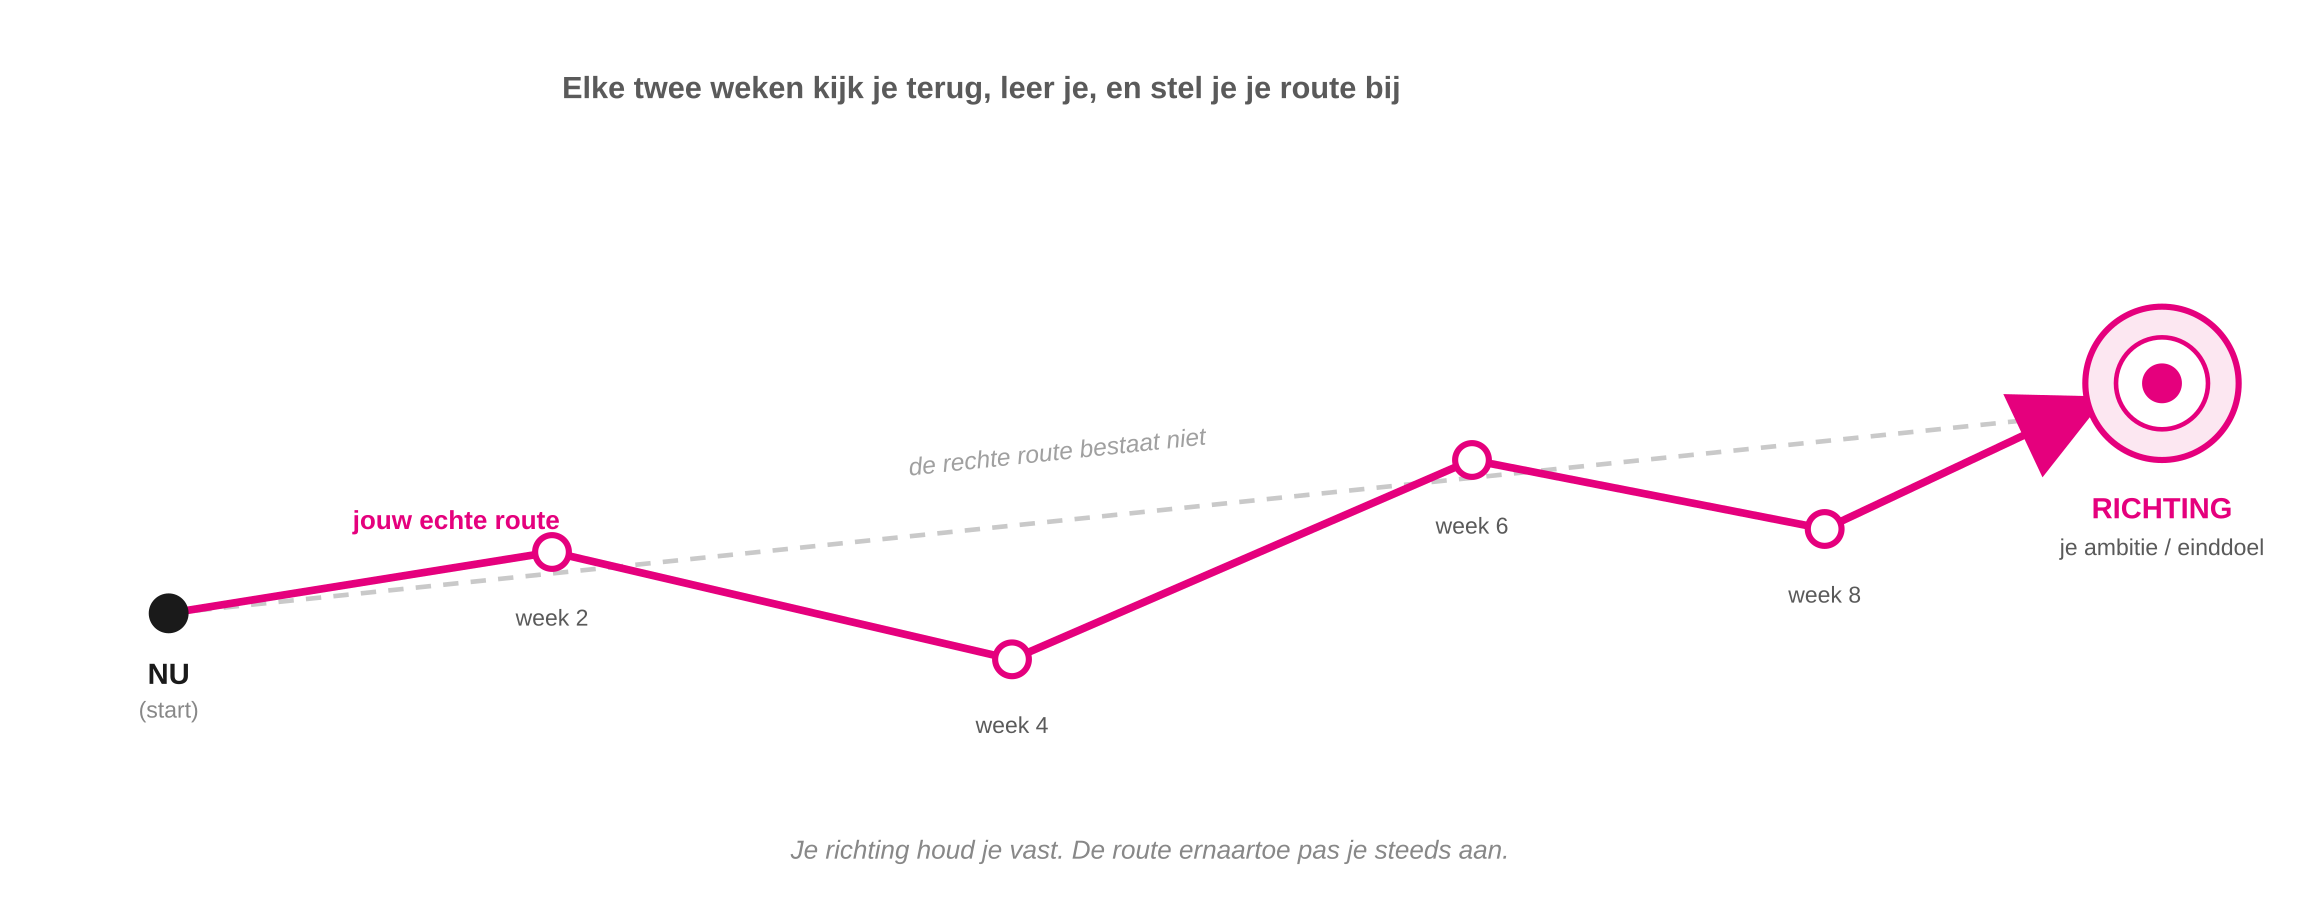 Elke twee weken kijk je terug, leer je, en stel je je route bij
de rechte route bestaat niet
jouw echte route
RICHTING
je ambitie / einddoel
week 6
week 8
week 2
NU
(start)
week 4
Je richting houd je vast. De route ernaartoe pas je steeds aan.